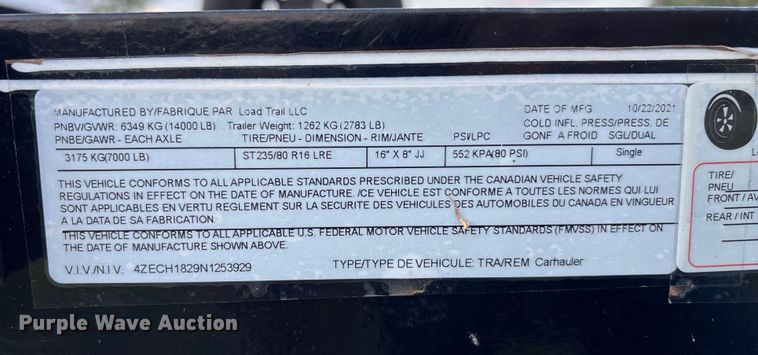 MANUFACTURED BY/FABRIQUE PAR Load Trail LLC DATE OF MFG 10/22/2021
PNBV/GVWR: 6349 KG (14000 LB) Trailer Weight: 1262 KG (2783 LB) COLD INFL. PRESS/PRESS. DE
PNBE/GAWR - EACH AXLE TIRE/PNEU - DIMENSION - RIM/JANTE PSI/LPC GONF. A FROID SGL/DUAL
3175 KG(7000 LB) ST235/80 R16 LRE 16" X 8" JJ 552 KPA(80 PSI) Single
THIS VEHICLE CONFORMS TO ALL APPLICABLE STANDARDS PRESCRIBED UNDER THE CANADIAN VEHICLE SAFETY
REGULATIONS IN EFFECT ON THE DATE OF MANUFACTURE. /CE VEHICLE EST CONFORME A TOUTES LES NORMES QUI LUI
SONT APPLICABLES EN VERTU REGLEMENT SUR LA SECURITE DES VEHICULES DES AUTOMOBILES DU CANADA EN VINGUEUR
A LA DATA DE SA FABRICATION.
THIS VEHICLE CONFORMS TO ALL APPLICABLE U.S. FEDERAL MOTOR VEHICLE SAFETY STANDARDS (FMVSS) IN EFFECT ON
THE DATE OF MANUFACTURE SHOWN ABOVE.
V.I.V./N.I.V. 4ZECH1829N1253929 TYPE/TYPE DE VEHICULE: TRA/REM Carhauler
TIRE/
PNEU
FRONT / AV
REAR / INT
Purple Wave Auction